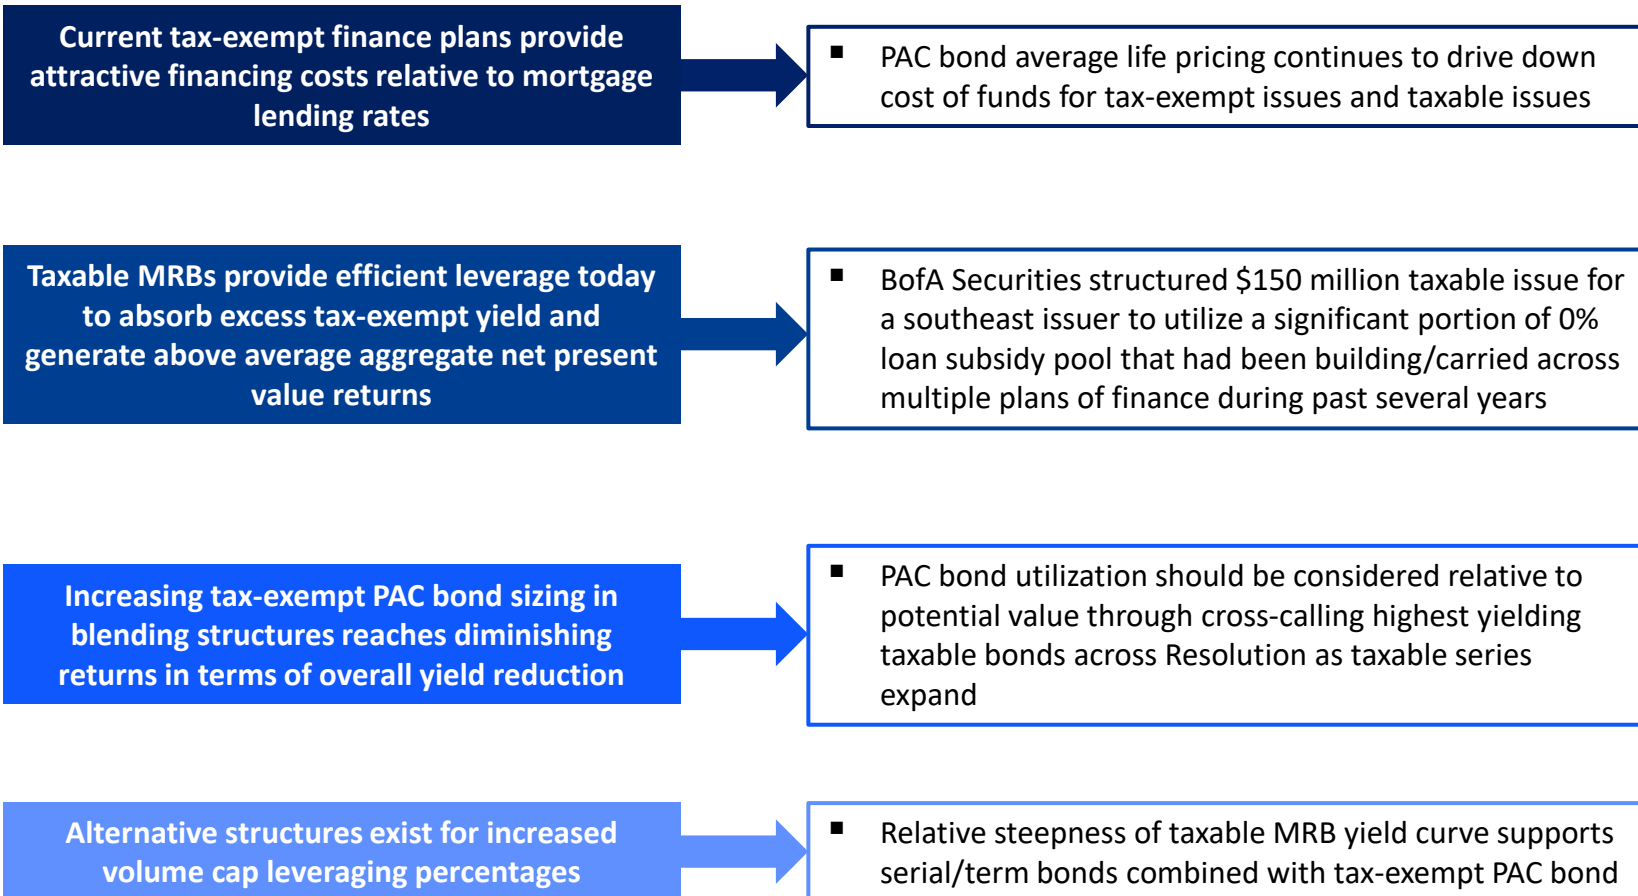 Current tax-exempt finance plans provide
attractive financing costs relative to mortgage
lending rates
▪ PAC bond average life pricing continues to drive down
cost of funds for tax-exempt issues and taxable issues
Taxable MRBs provide efficient leverage today
to absorb excess tax-exempt yield and
generate above average aggregate net present
value returns
▪ BofA Securities structured $150 million taxable issue for
a southeast issuer to utilize a significant portion of 0%
loan subsidy pool that had been building/carried across
multiple plans of finance during past several years
Increasing tax-exempt PAC bond sizing in
blending structures reaches diminishing
returns in terms of overall yield reduction
▪ PAC bond utilization should be considered relative to
potential value through cross-calling highest yielding
taxable bonds across Resolution as taxable series
expand
Alternative structures exist for increased
volume cap leveraging percentages
▪ Relative steepness of taxable MRB yield curve supports
serial/term bonds combined with tax-exempt PAC bond